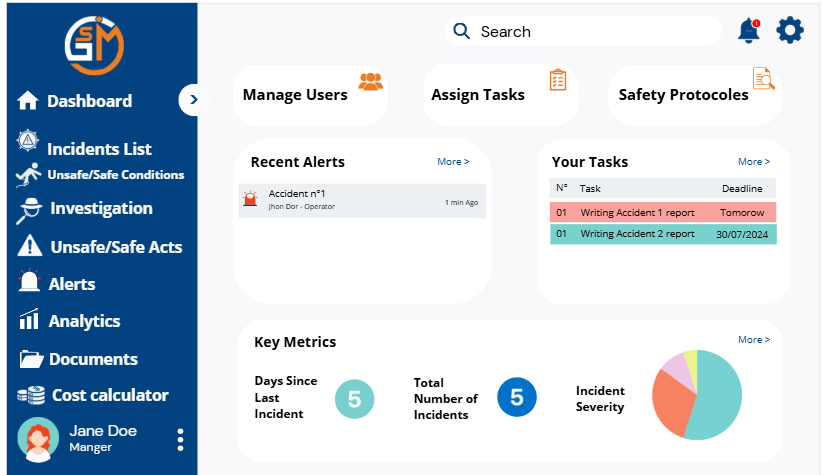 GSIM
Search
Dashboard
Incidents List
Unsafe/Safe Conditions
Investigation
Unsafe/Safe Acts
Alerts
Analytics
Documents
Cost calculator
Jane Doe
Manger
Manage Users
Assign Tasks
Safety Protocoles
Recent Alerts
More >
Accident n°1
Jhon Dor - Operator
1 min Ago
Your Tasks
More >
N° Task Deadline
01 Writing Accident 1 report Tomorow
01 Writing Accident 2 report 30/07/2024
Key Metrics
More >
Days Since
Last
Incident
5
Total
Number of
Incidents
5
Incident
Severity